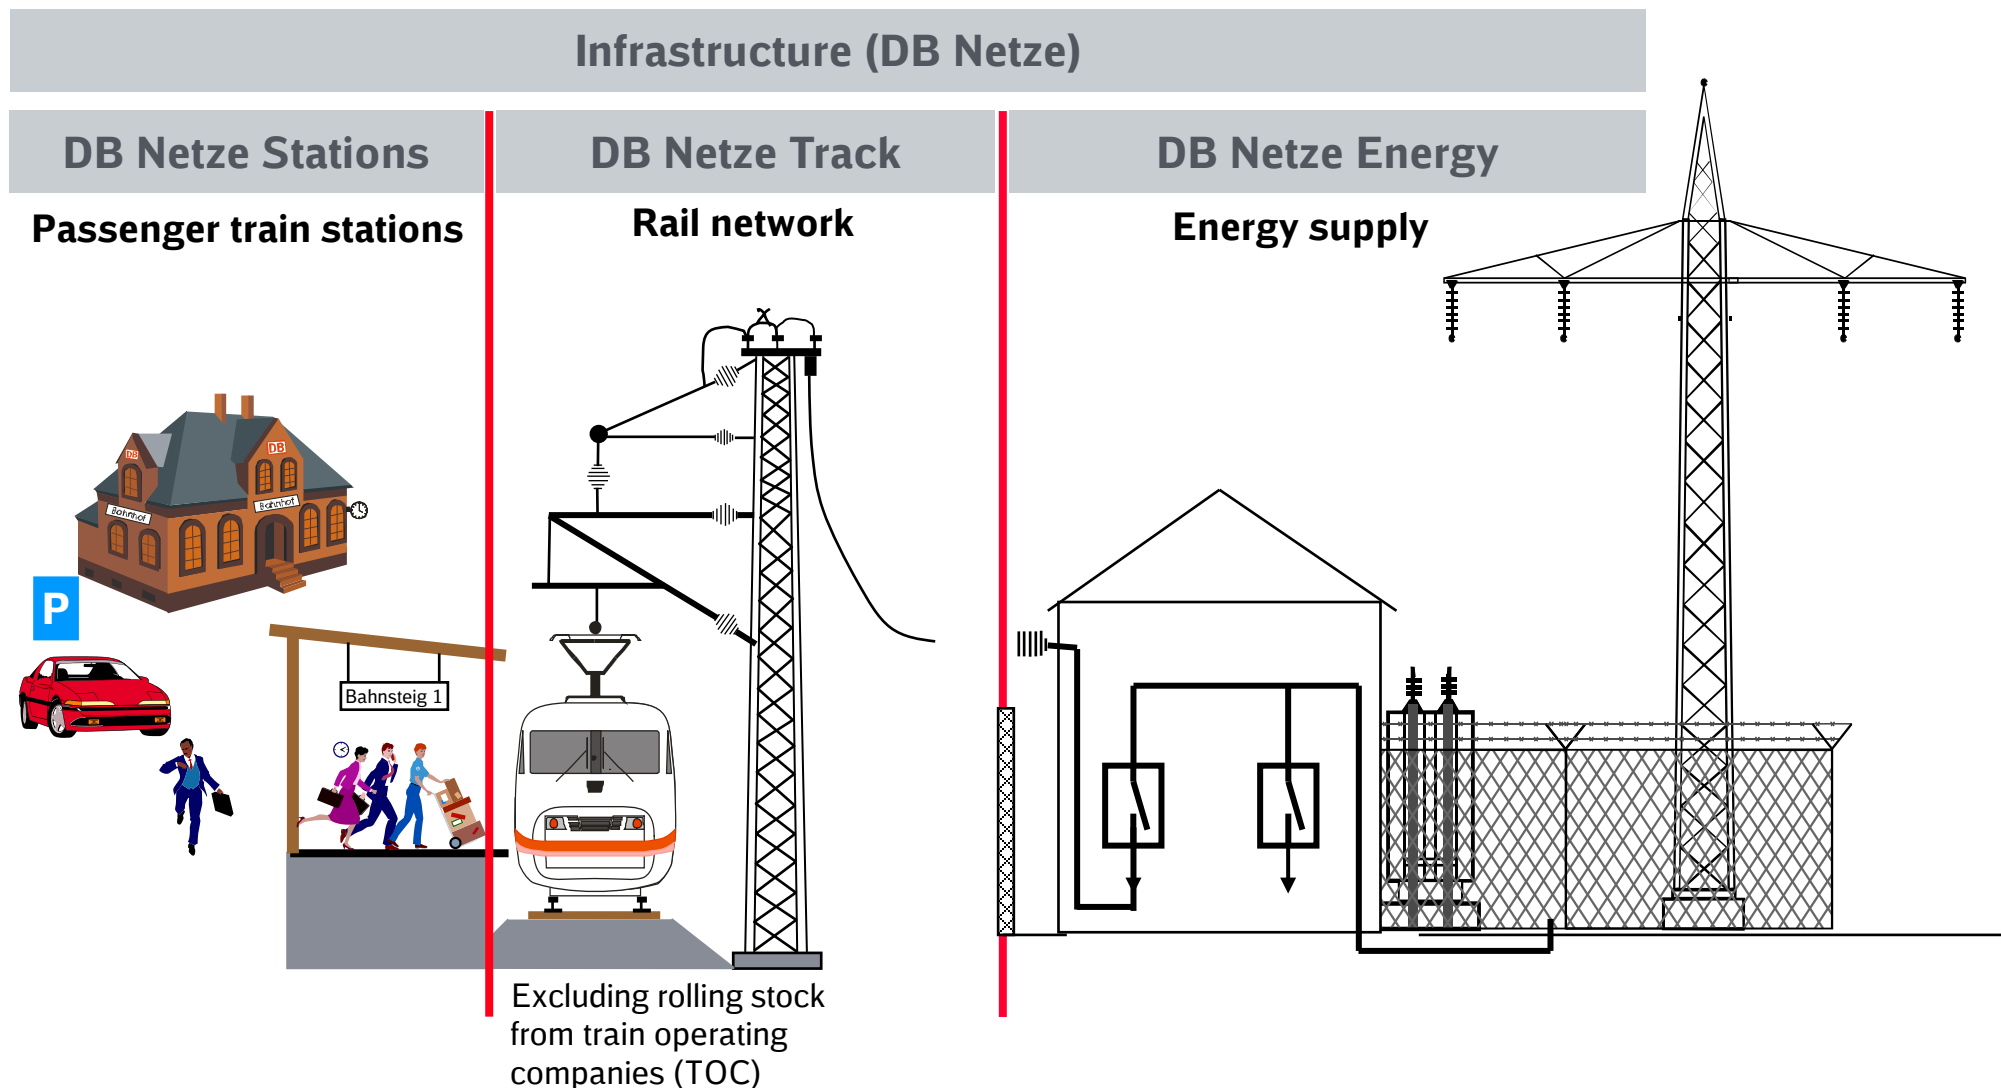 Infrastructure (DB Netze)
DB Netze Stations
DB Netze Track
DB Netze Energy
Passenger train stations
Rail network
Energy supply
DB
DB
Bahnhof
Bahnhof
P
Bahnsteig 1
Excluding rolling stock
from train operating
companies (TOC)